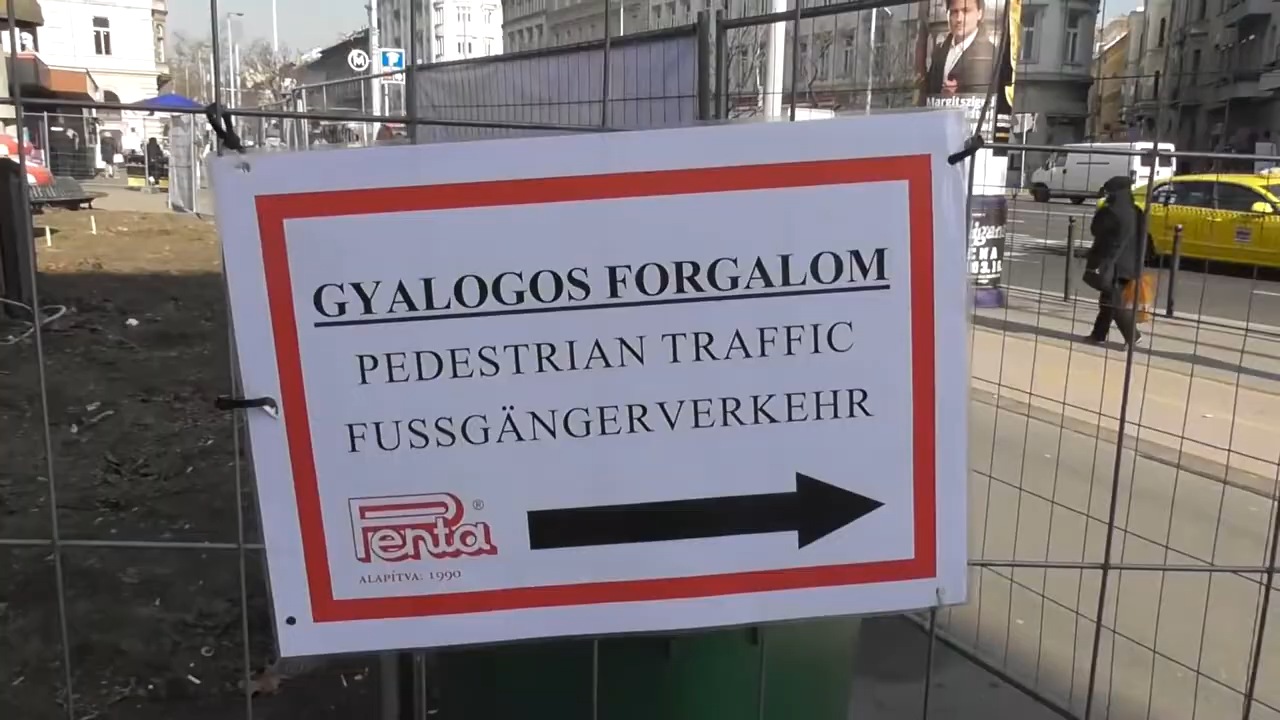 GYALOGOS FORGALOM
PEDESTRIAN TRAFFIC
FUSSGÄNGERVERKEHR
Penta®
ALAPÍTVA: 1990
M
P